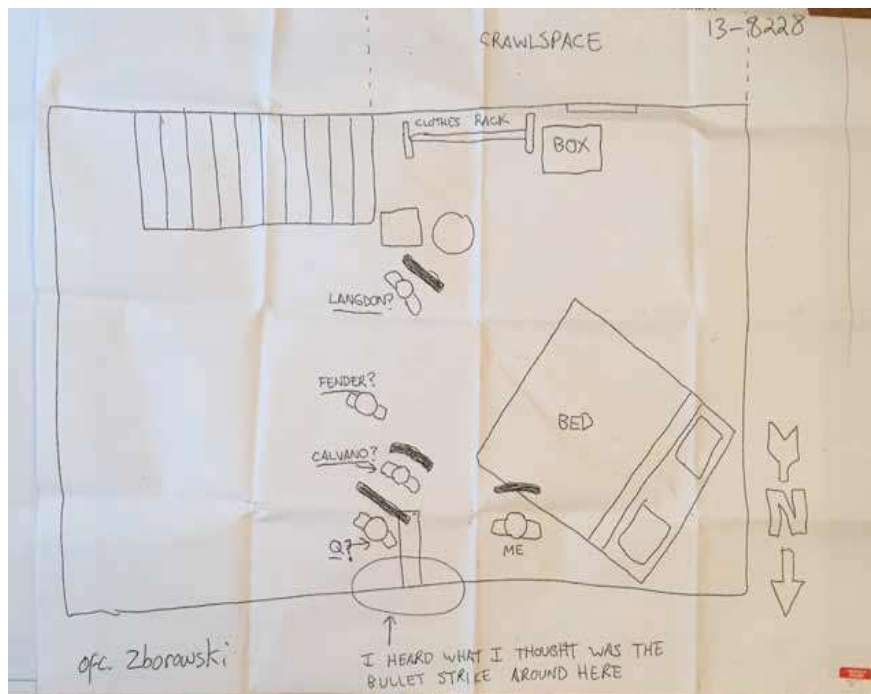 13-8228
CRAWLSPACE
CLOTHES RACK
BOX
LANGDON?
FENDER?
BED
CALVANO?
Q?
ME
N
Ofc. Zborowski
I HEARD WHAT I THOUGHT WAS THE
BULLET STRIKE AROUND HERE